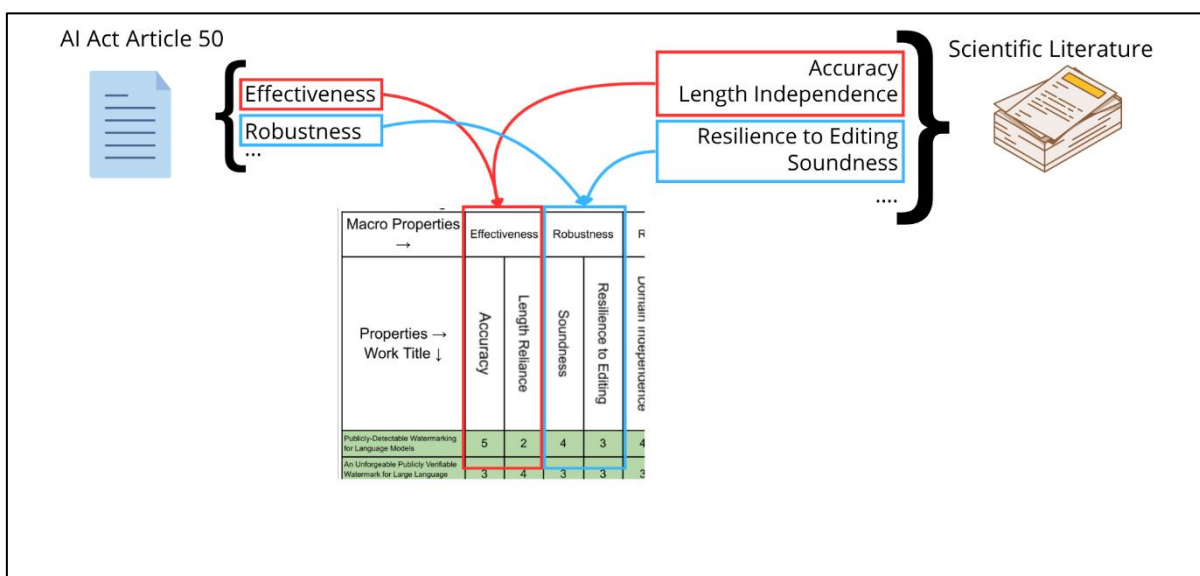 AI Act Article 50
Effectiveness
Robustness
...
Scientific Literature
Accuracy
Length Independence
Resilience to Editing
Soundness
....
Macro Properties
→
Effectiveness
Robustness
R
Properties →
Work Title ↓
Accuracy
Length Reliance
Soundness
Resilience to Editing
Domain Independence
Publicly-Detectable Watermarking
for Language Models
5
2
4
3
4
An Unforgeable Publicly Verifiable
Watermark for Large Language
3
4
3
3
3